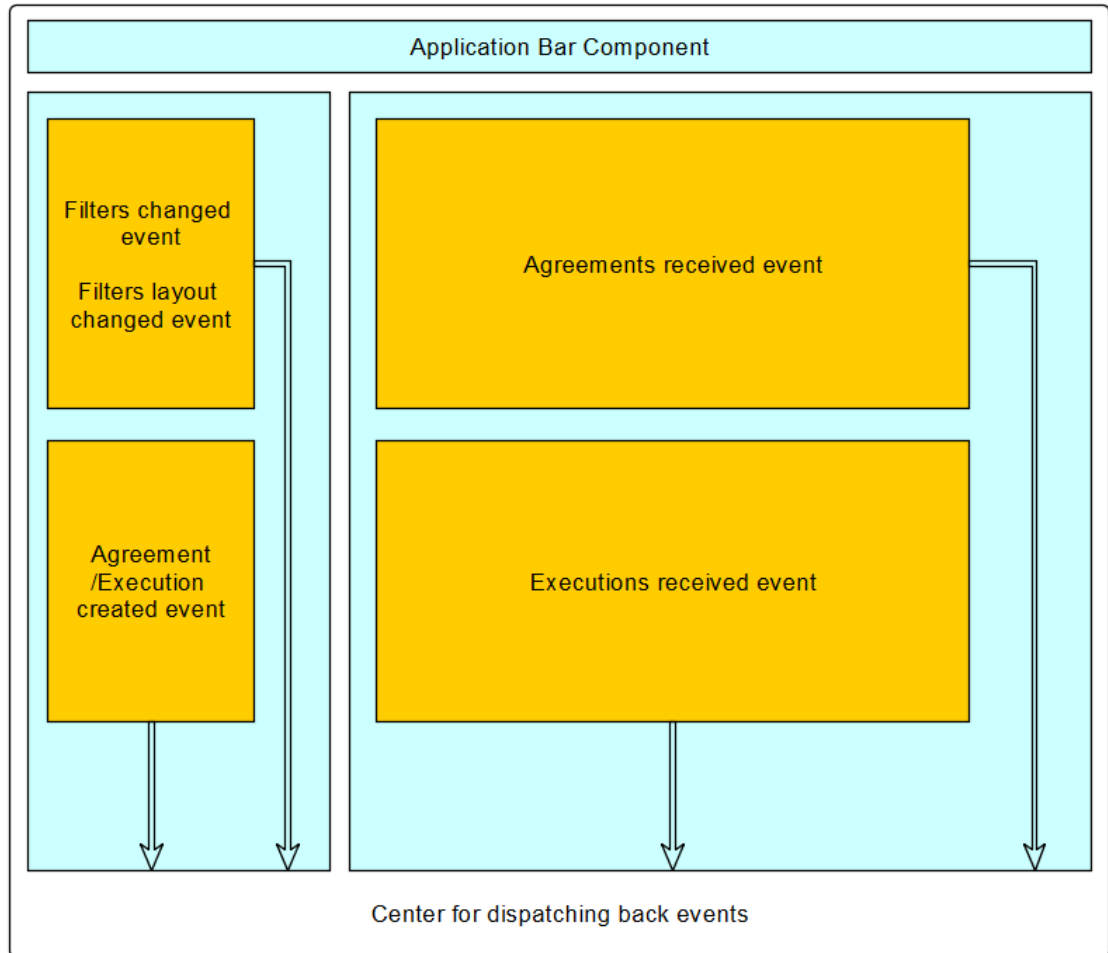 Application Bar Component
Filters changed
event
Filters layout
changed event
Agreements received event
Agreement
/Execution
created event
Executions received event
Center for dispatching back events